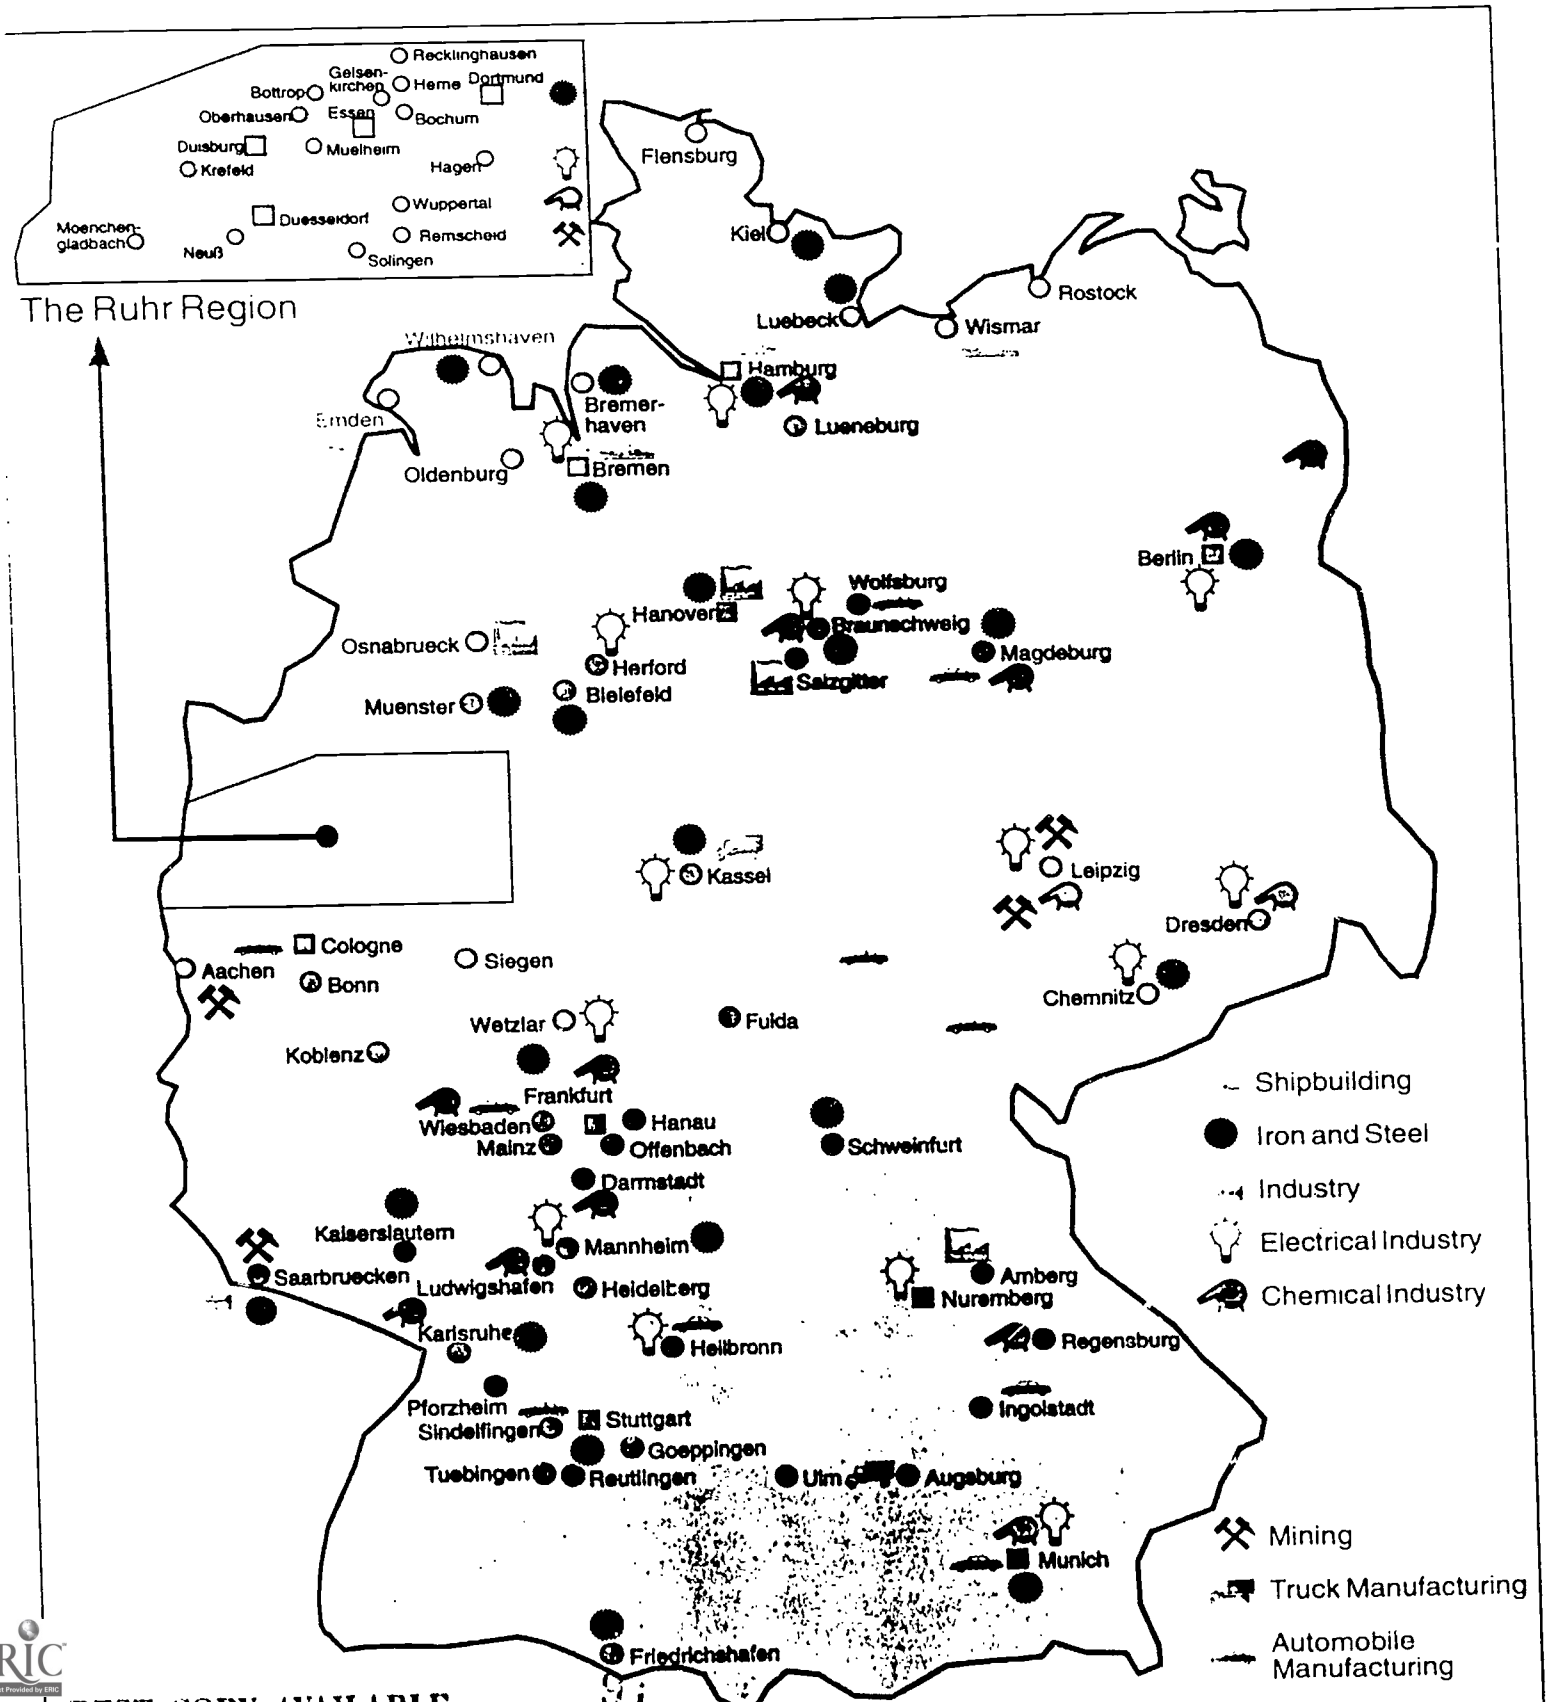 Recklinghausen
Gelsen-
kirchen
Herne
Dortmund
Bottrop
Oberhausen
Essen
Bochum
Duisburg
Muelheim
Krefeld
Hagen
Wuppertal
Duesseldorf
Moenchen-
gladbach
Neuß
Remscheid
Solingen
The Ruhr Region
Flensburg
Kiel
Rostock
Luebeck
Wismar
Wilhelmshaven
Hamburg
Bremer-
haven
Emden
Lueneburg
Oldenburg
Bremen
Berlin
Wolfsburg
Hanover
Braunschweig
Osnabrueck
Herford
Magdeburg
Bielefeld
Salzgitter
Muenster
Kassel
Leipzig
Dresden
Cologne
Aachen
Siegen
Bonn
Chemnitz
Wetzlar
Fulda
Koblenz
Frankfurt
Wiesbaden
Hanau
Mainz
Offenbach
Schweinfurt
Darmstadt
Kaiserslautern
Mannheim
Saarbruecken
Ludwigshafen
Heidelberg
Amberg
Nuremberg
Karlsruhe
Heilbronn
Regensburg
Pforzheim
Ingolstadt
Sindelfingen
Stuttgart
Goeppingen
Tuebingen
Reutlingen
Ulm
Augsburg
Munich
Friedrichshafen
Shipbuilding
Iron and Steel
Industry
Electrical Industry
Chemical Industry
Mining
Truck Manufacturing
Automobile
Manufacturing
RIC
Provided by ERIC